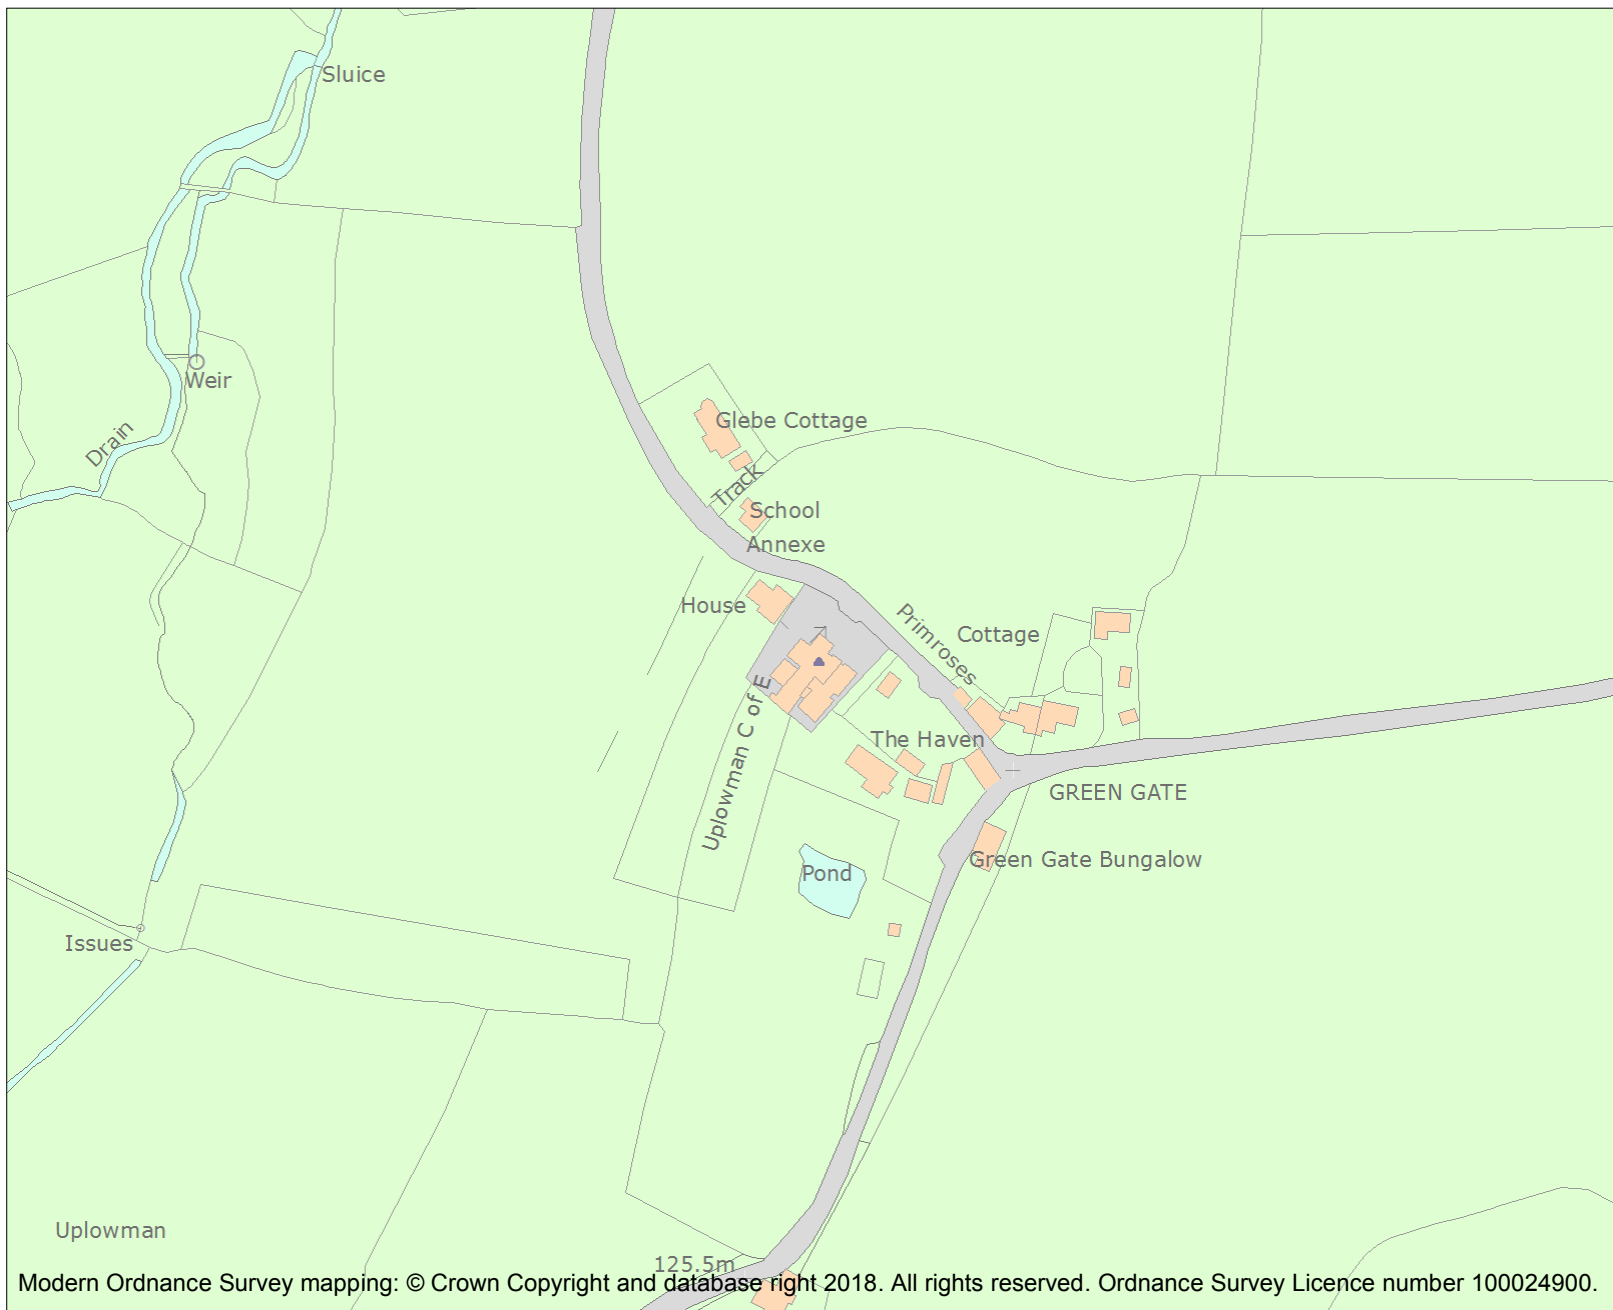 Sluice
Weir
Drain
Glebe Cottage
Track
School
Annexe
House
Primroses
Cottage
Uplowman C of E
The Haven
GREEN GATE
Green Gate Bungalow
Pond
Issues
Uplowman
125.5m
Modern Ordnance Survey mapping: © Crown Copyright and database right 2018. All rights reserved. Ordnance Survey Licence number 100024900.